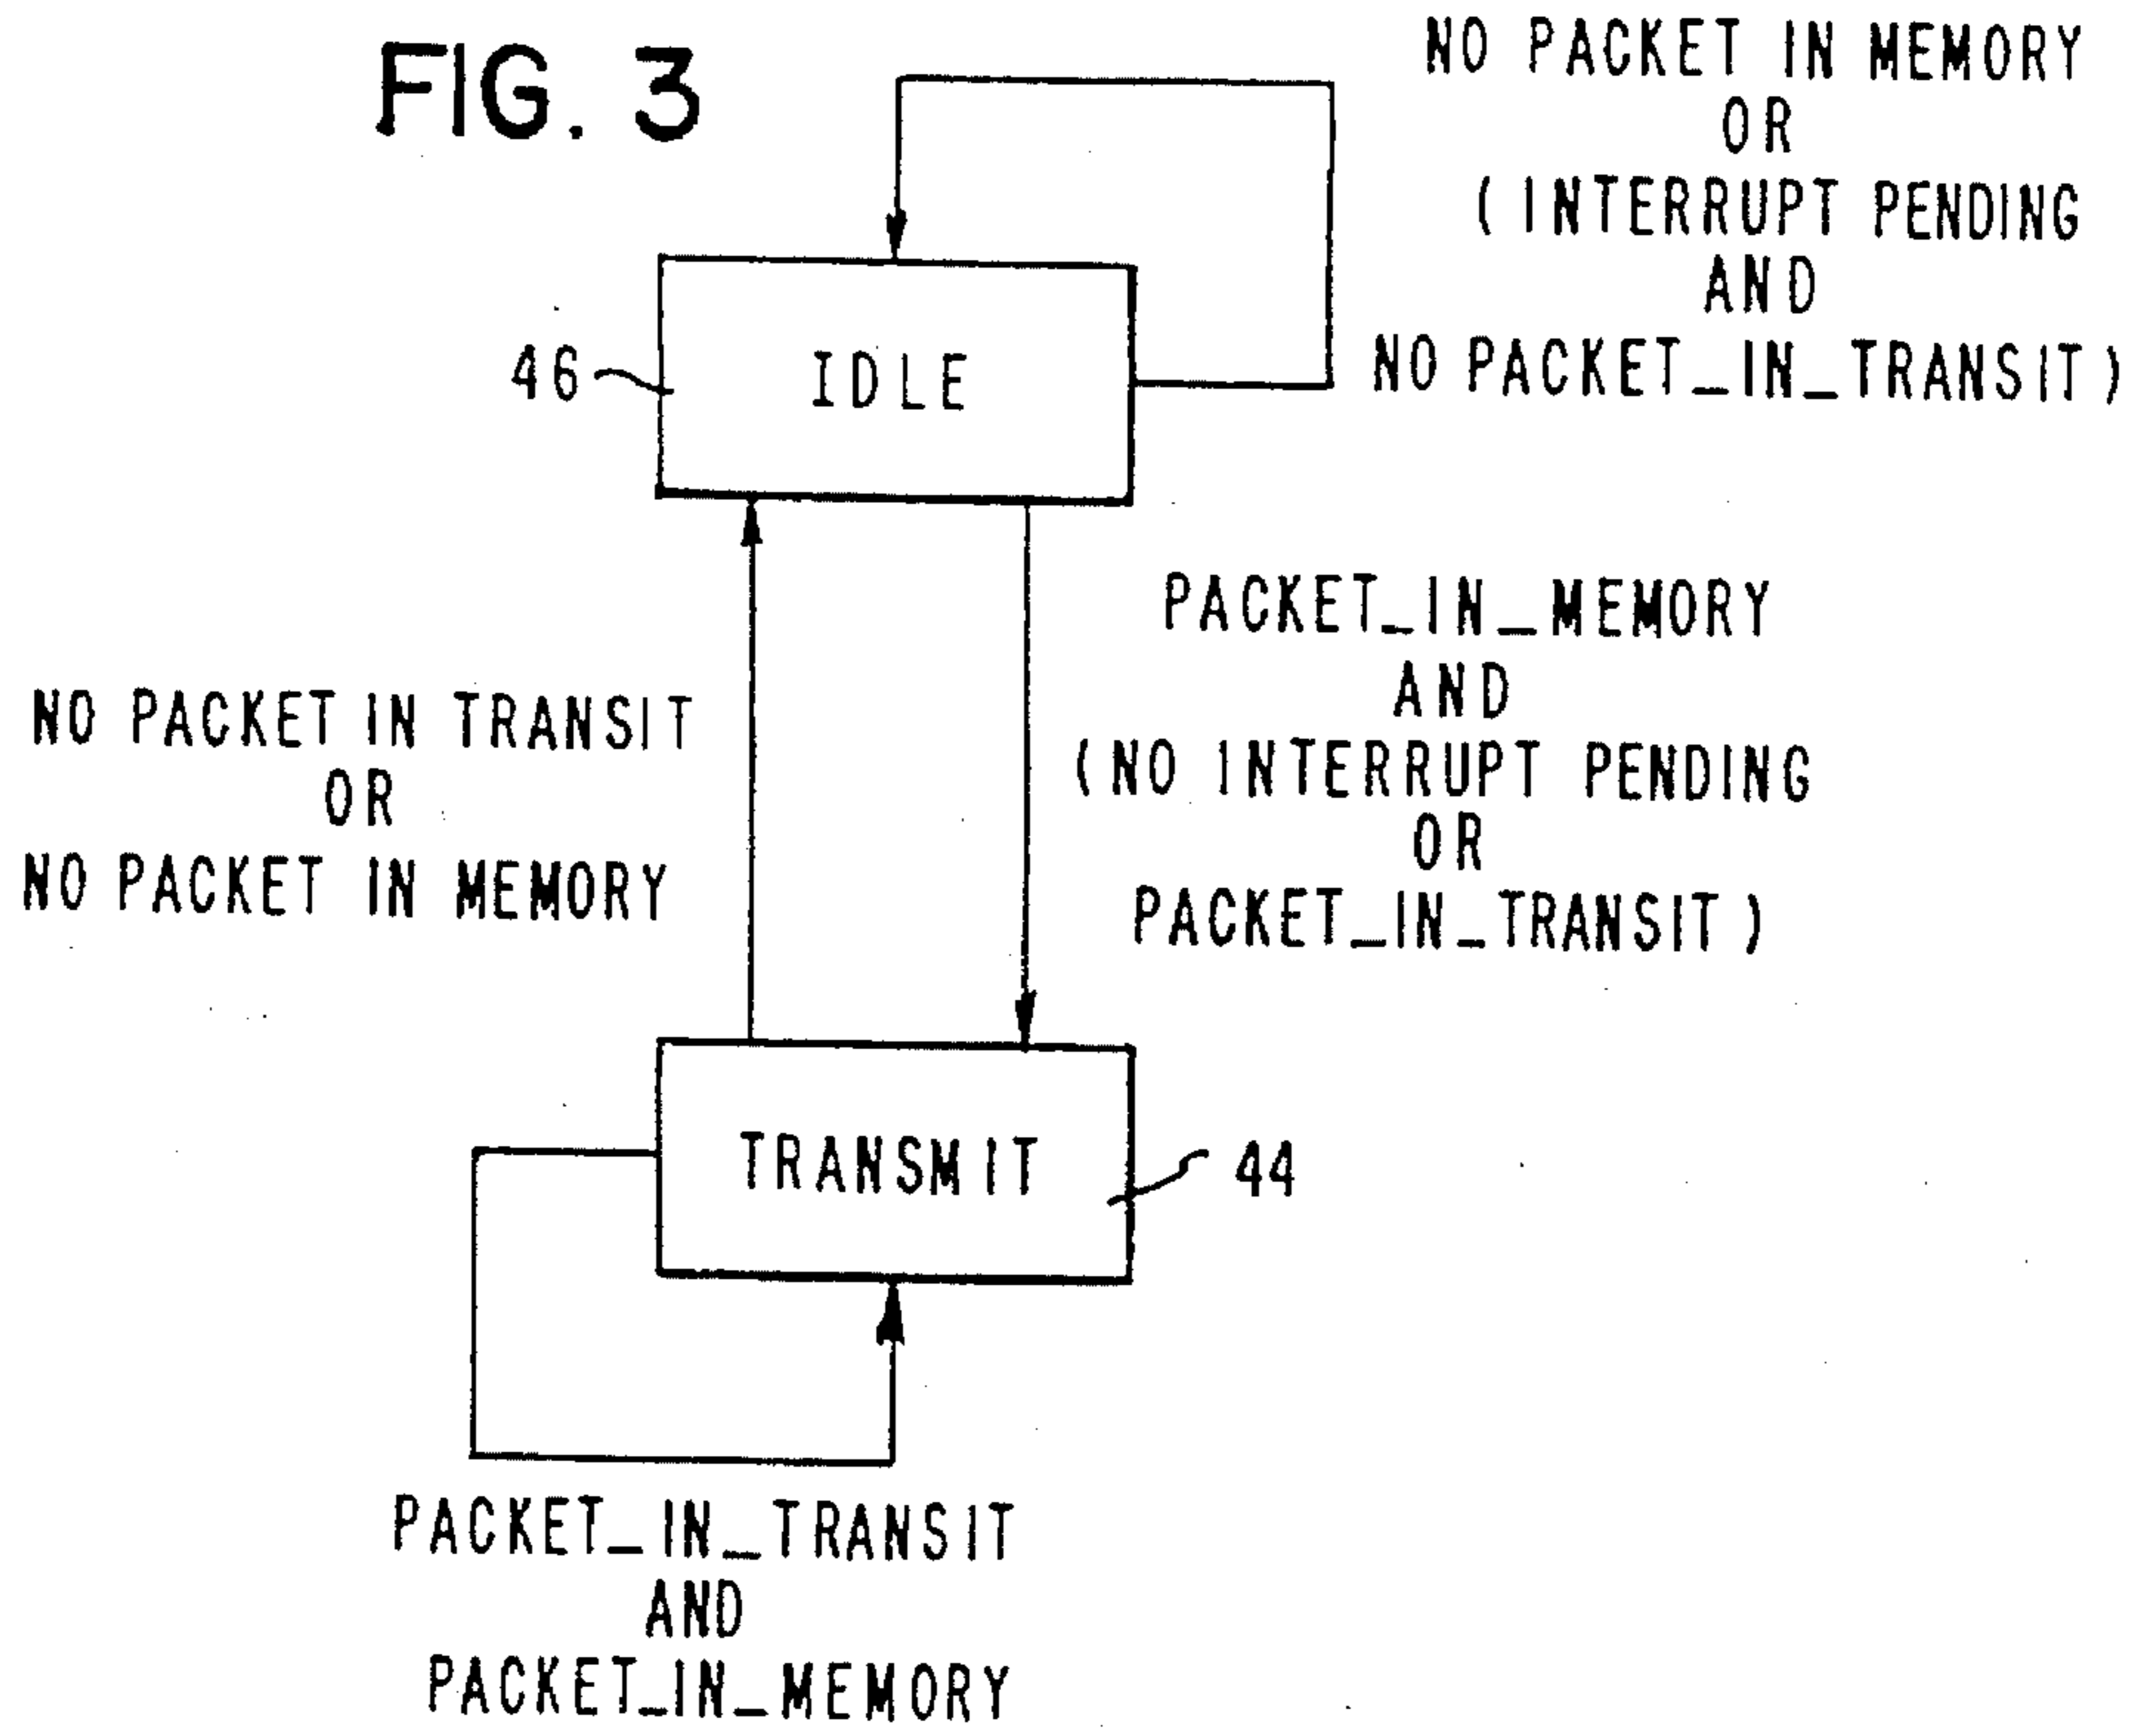 FIG. 3
NO PACKET IN MEMORY
OR
( INTERRUPT PENDING
AND
NO PACKET_IN_TRANSIT )
46
IDLE
PACKET_IN_MEMORY
AND
(NO INTERRUPT PENDING
OR
PACKET_IN_TRANSIT )
NO PACKET IN TRANSIT
OR
NO PACKET IN MEMORY
TRANSMIT
44
PACKET_IN_TRANSIT
AND
PACKET_IN_MEMORY